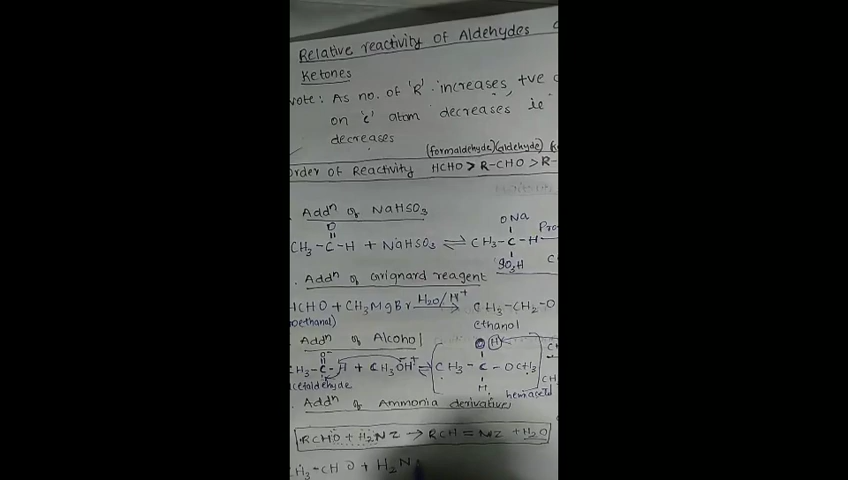 Relative reactivity of Aldehydes
Ketones
Note: As no. of 'R' increases, +ve
on 'c' atom decreases ie
decreases
(formaldehyde)(aldehyde)
Order of Reactivity HCHO > R-CHO > R-
Addⁿ of NaHSO₃
O ONa
CH₃-C-H + NaHSO₃ ⇌ CH₃-C-H
SO₃H
Addⁿ of Grignard reagent
HCHO + CH₃MgBr H₂O/H⁺ → CH₃-CH₂-O
ethanol
Addⁿ of Alcohol
CH₃-C-H + CH₃OH ⇌ CH₃-C-OCH₃
H
acetaldehyde hemiacetal
Addⁿ of Ammonia derivative
RCHO + H₂NZ → RCH=NZ + H₂O
CH₃-CHO + H₂N